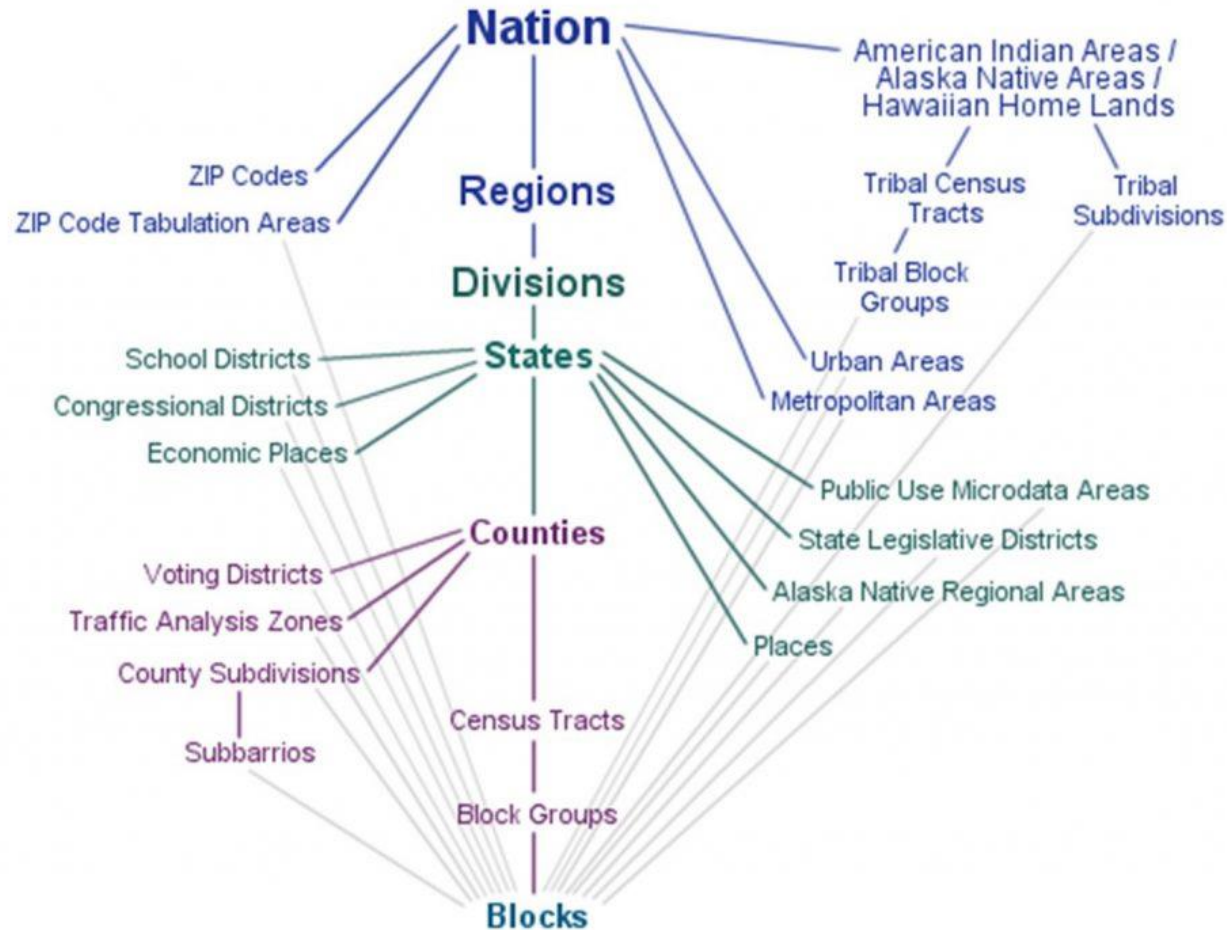 Nation
American Indian Areas /
Alaska Native Areas /
Hawaiian Home Lands
ZIP Codes
ZIP Code Tabulation Areas
Regions
Tribal Census
Tracts
Tribal
Subdivisions
Divisions
Tribal Block
Groups
School Districts
States
Urban Areas
Congressional Districts
Metropolitan Areas
Economic Places
Public Use Microdata Areas
Counties
State Legislative Districts
Voting Districts
Alaska Native Regional Areas
Traffic Analysis Zones
Places
County Subdivisions
Census Tracts
Subbarrios
Block Groups
Blocks